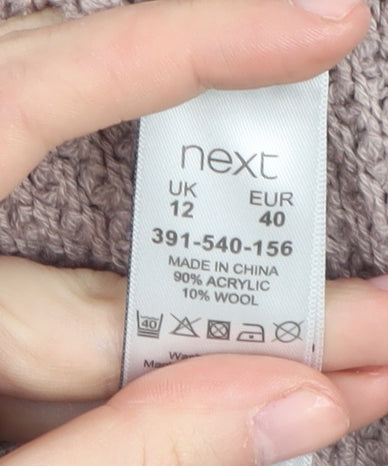 next
UK EUR
12 40
391-540-156
MADE IN CHINA
90% ACRYLIC
10% WOOL
40